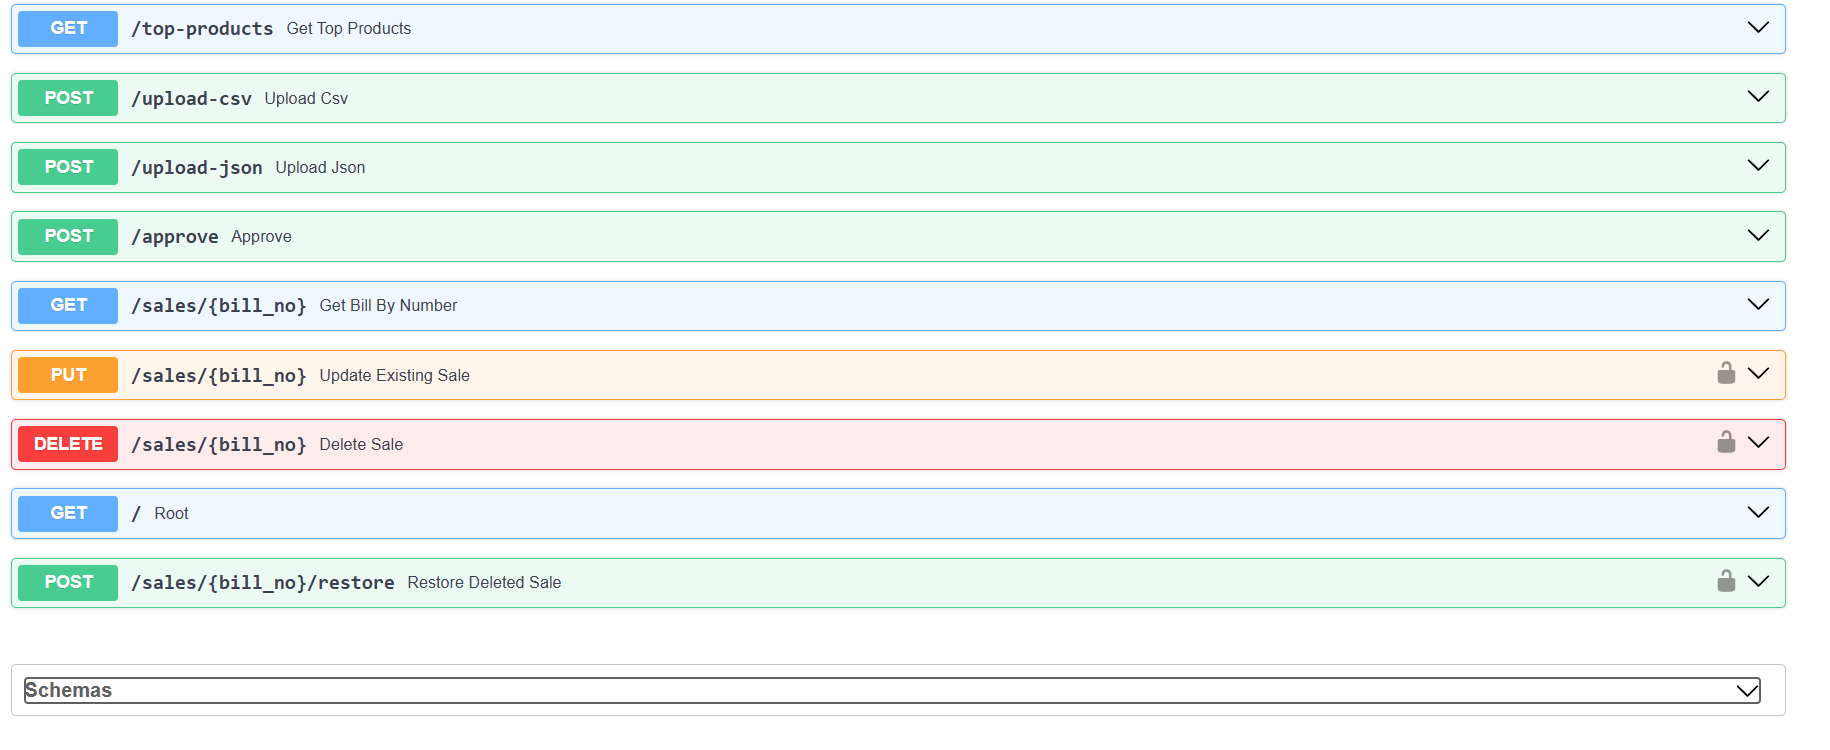 GET /top-products Get Top Products
POST /upload-csv Upload Csv
POST /upload-json Upload Json
POST /approve Approve
GET /sales/{bill_no} Get Bill By Number
PUT /sales/{bill_no} Update Existing Sale
DELETE /sales/{bill_no} Delete Sale
GET / Root
POST /sales/{bill_no}/restore Restore Deleted Sale
Schemas